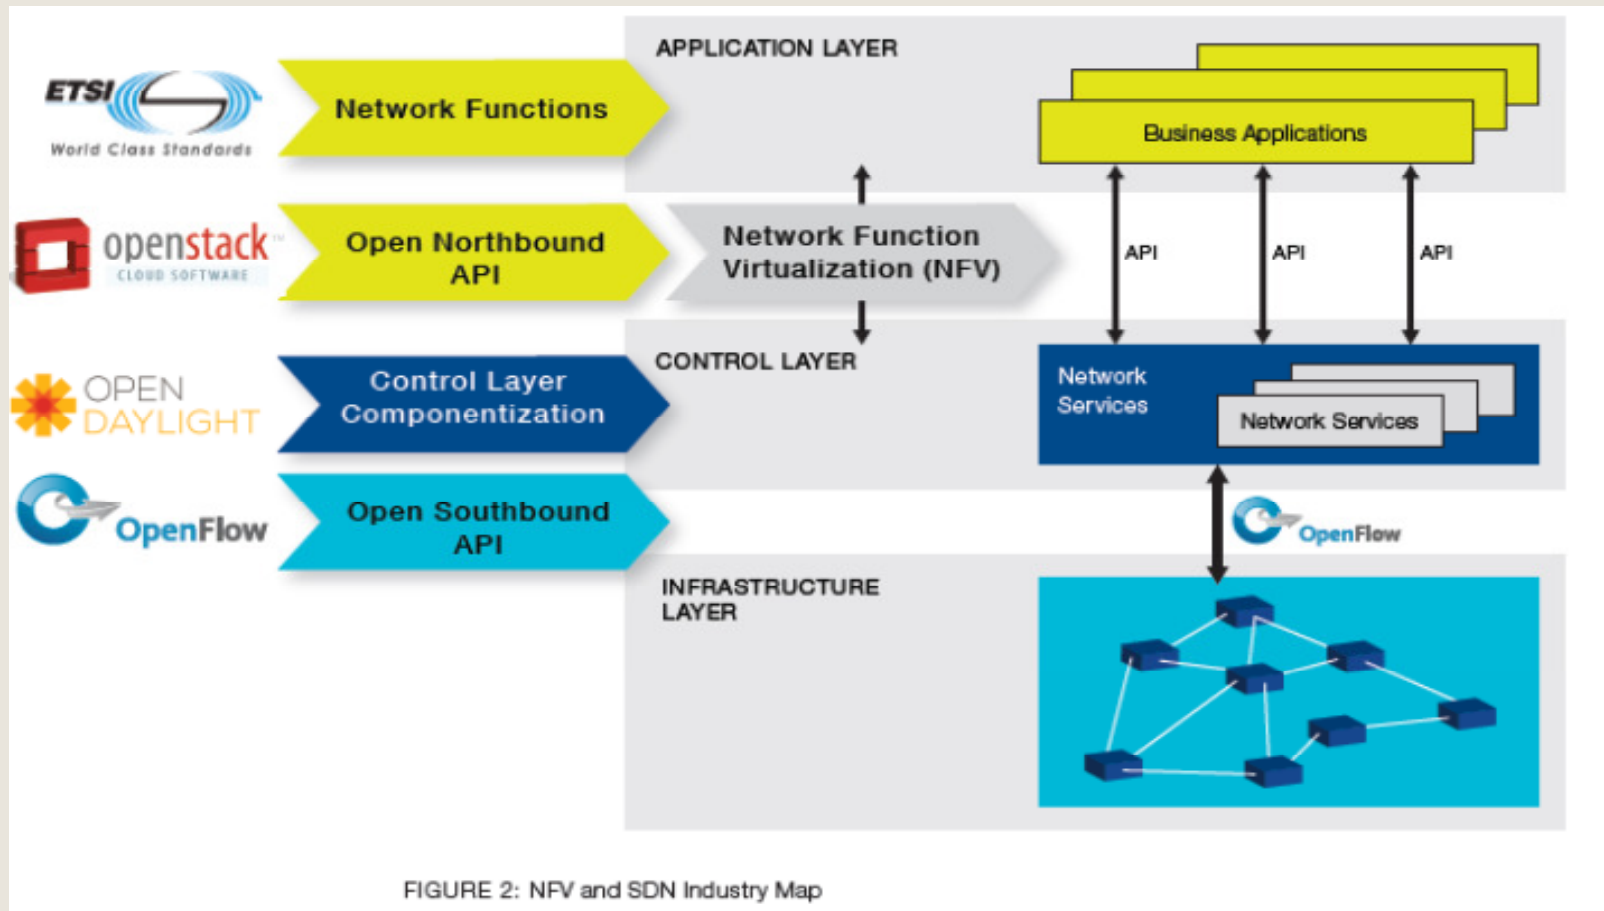 ETSI
World Class Standards
Network Functions
APPLICATION LAYER
Business Applications
openstack™
CLOUD SOFTWARE
Open Northbound
API
Network Function
Virtualization (NFV)
API
API
API
OPEN
DAYLIGHT
Control Layer
Componentization
CONTROL LAYER
Network
Services
Network Services
OpenFlow
Open Southbound
API
OpenFlow
INFRASTRUCTURE
LAYER
FIGURE 2: NFV and SDN Industry Map